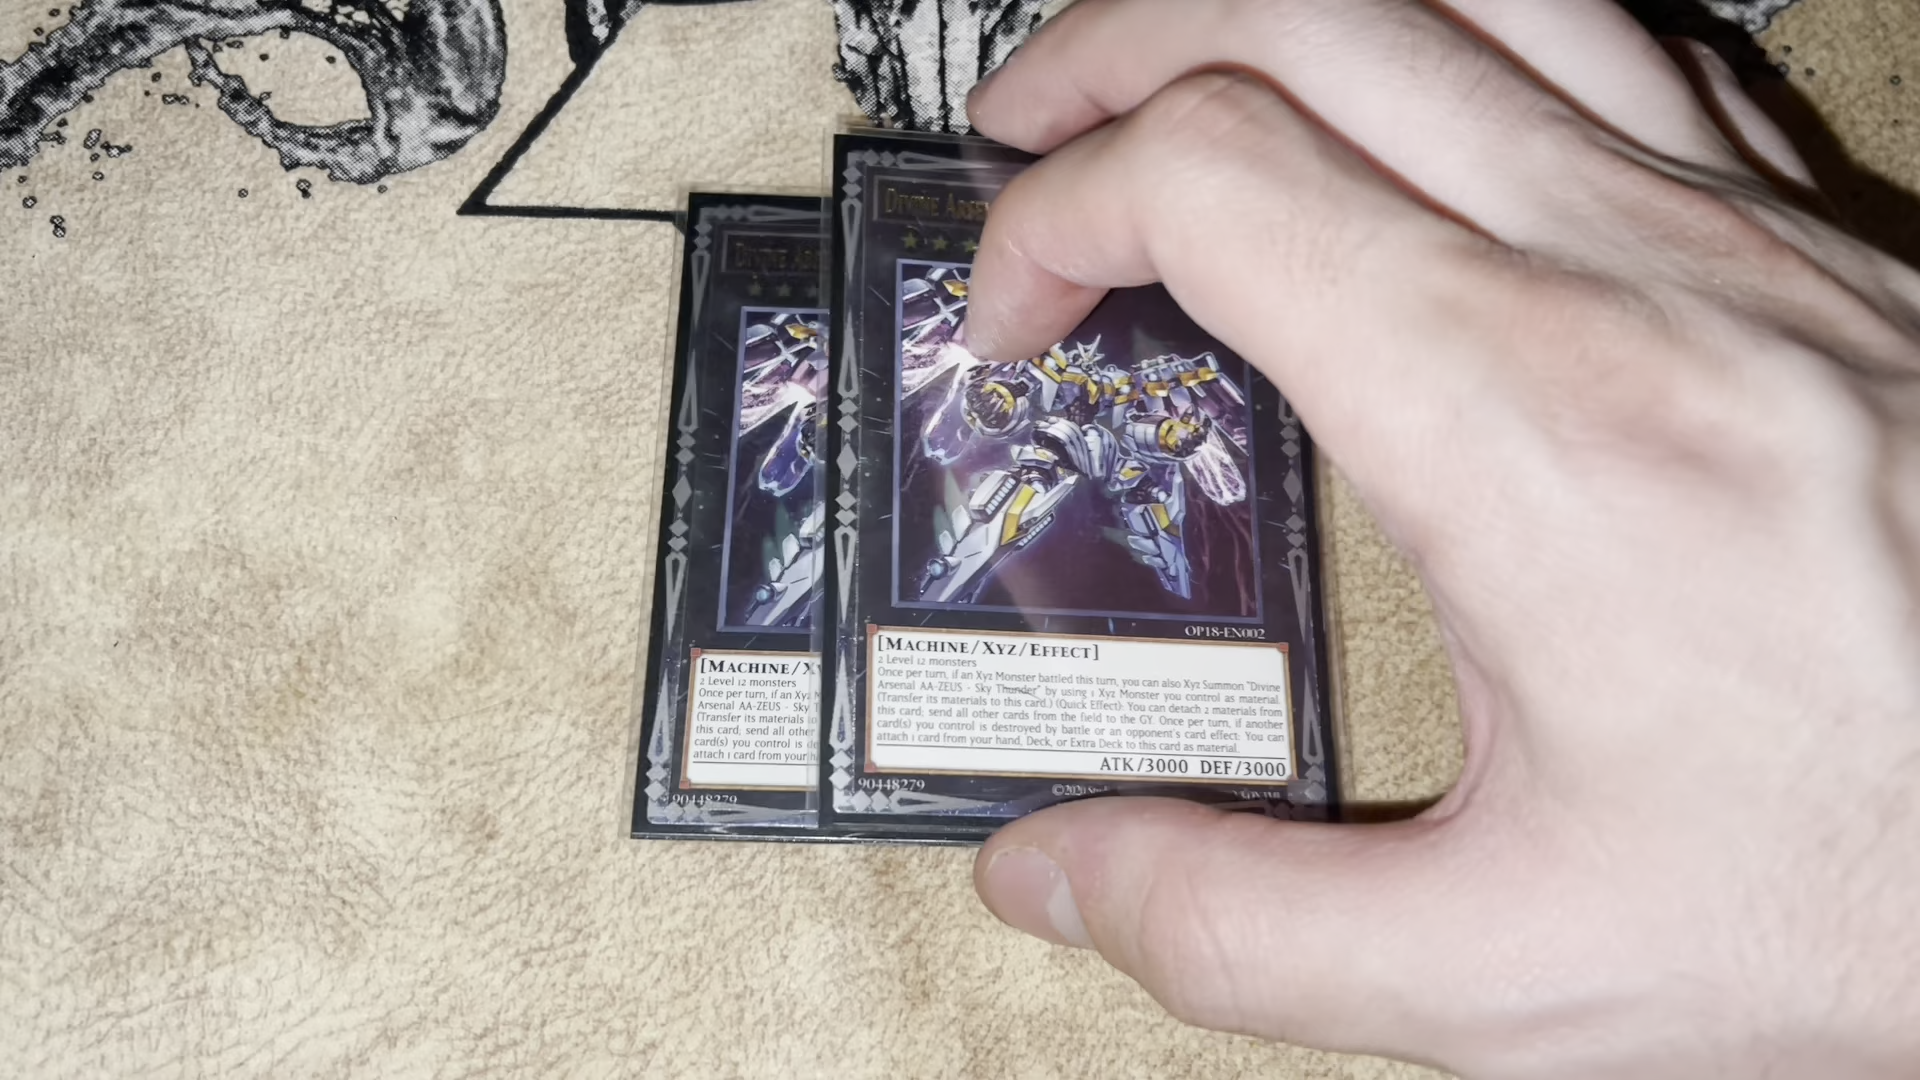 DIVINE ARSE
OP18-EN002
[MACHINE/XYZ/EFFECT]
2 Level 12 monsters
Once per turn, if an Xyz Monster battled this turn, you can also Xyz Summon "Divine
Arsenal AA-ZEUS - Sky Thunder" by using 1 Xyz Monster you control as material.
(Transfer its materials to this card.) (Quick Effect): You can detach 2 materials from
this card; send all other cards from the field to the GY. Once per turn, if another
card(s) you control is destroyed by battle or an opponent's card effect: You can
attach 1 card from your hand, Deck, or Extra Deck to this card as material.
ATK/3000 DEF/3000
90448279
©2020
DIVINE AR
[MACHINE/X
2 Level 12 monsters
Once per turn, if an Xyz
Arsenal AA-ZEUS - Sky T
(Transfer its materials to
this card; send all other
card(s) you control is
attach 1 card from your
90448279